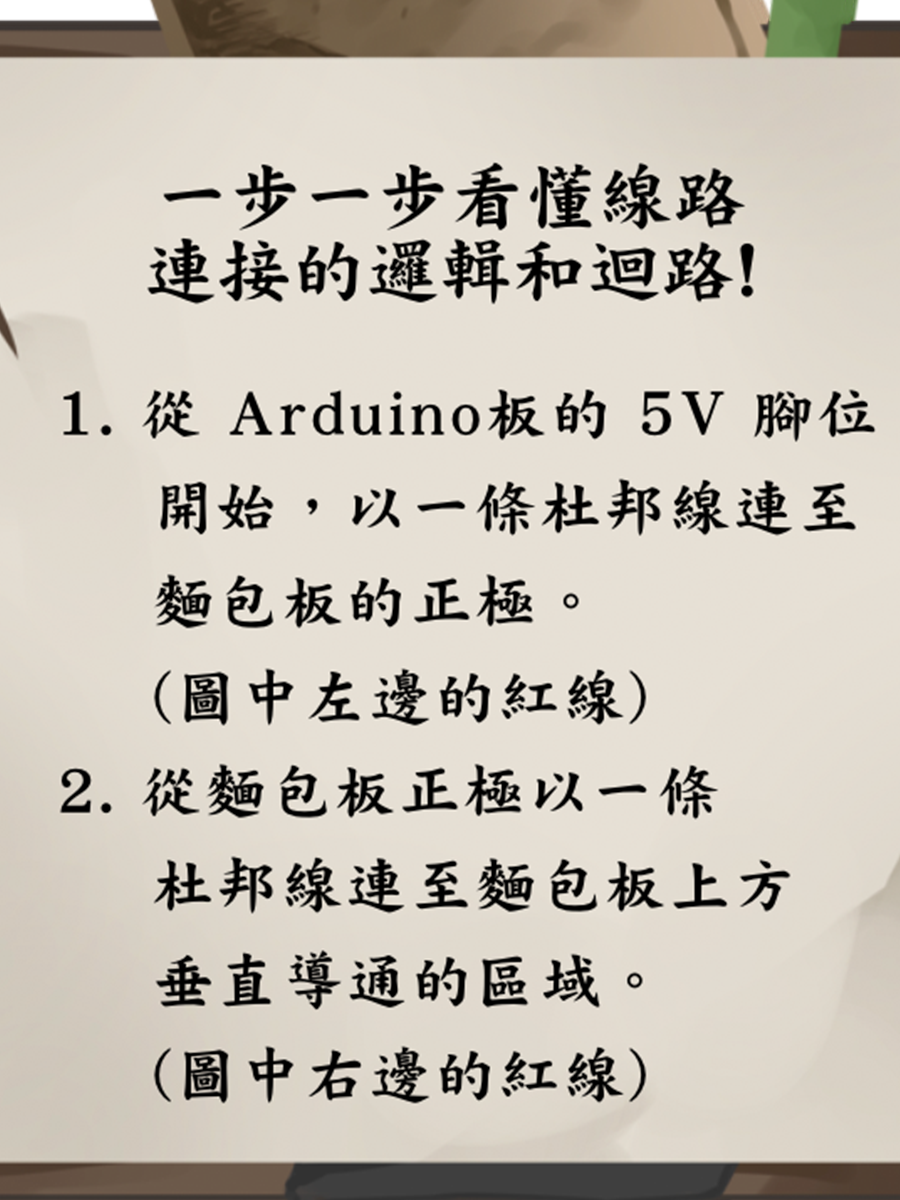 一步一步看懂線路
連接的邏輯和迴路!
1. 從 Arduino板的 5V 腳位
開始，以一條杜邦線連至
麵包板的正極。
(圖中左邊的紅線)
2. 從麵包板正極以一條
杜邦線連至麵包板上方
垂直導通的區域。
(圖中右邊的紅線)